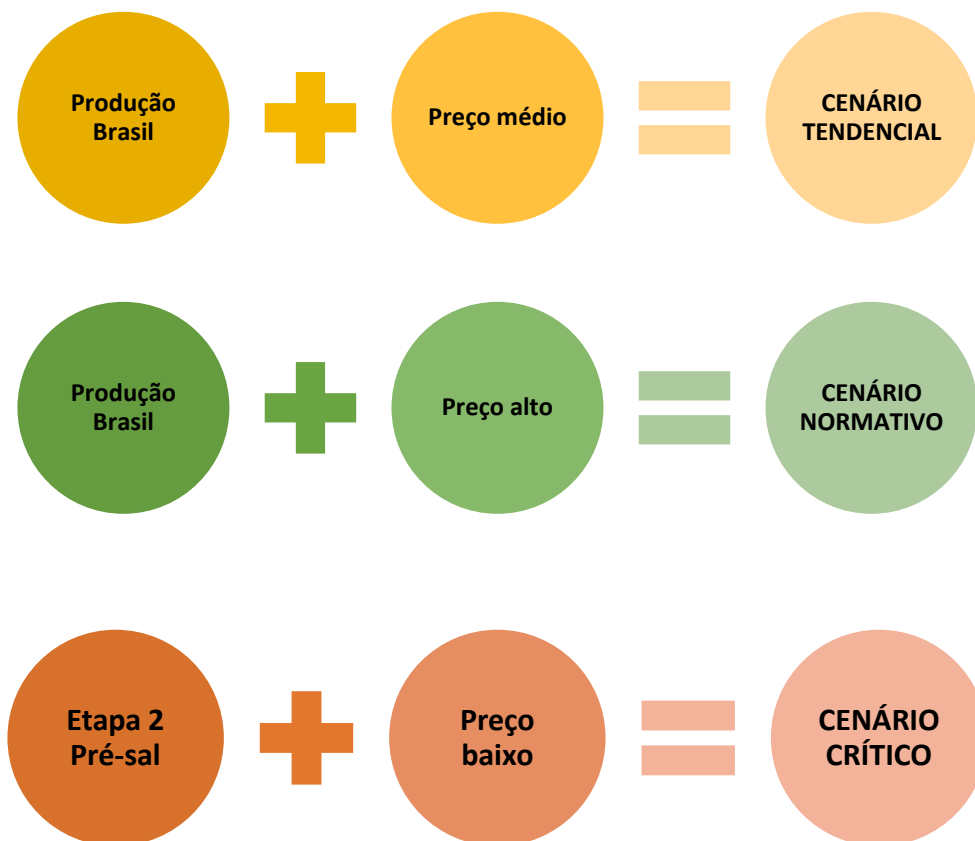 Produção
Brasil
Preço médio
CENÁRIO
TENDENCIAL
Produção
Brasil
Preço alto
CENÁRIO
NORMATIVO
Etapa 2
Pré-sal
Preço
baixo
CENÁRIO
CRÍTICO